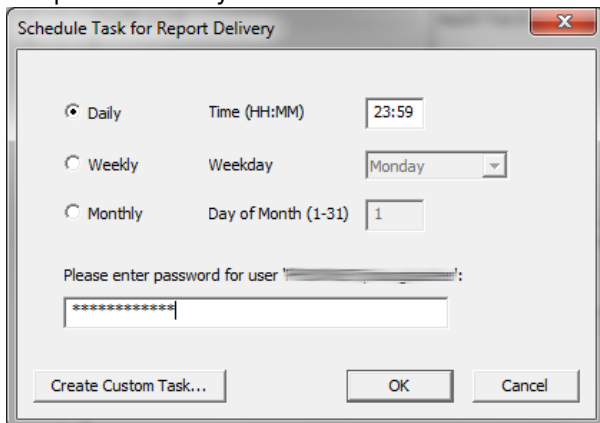 Schedule Task for Report Delivery
Daily Time (HH:MM) 23:59
Weekly Weekday Monday
Monthly Day of Month (1-31) 1
Please enter password for user ' ':
************
Create Custom Task... OK Cancel